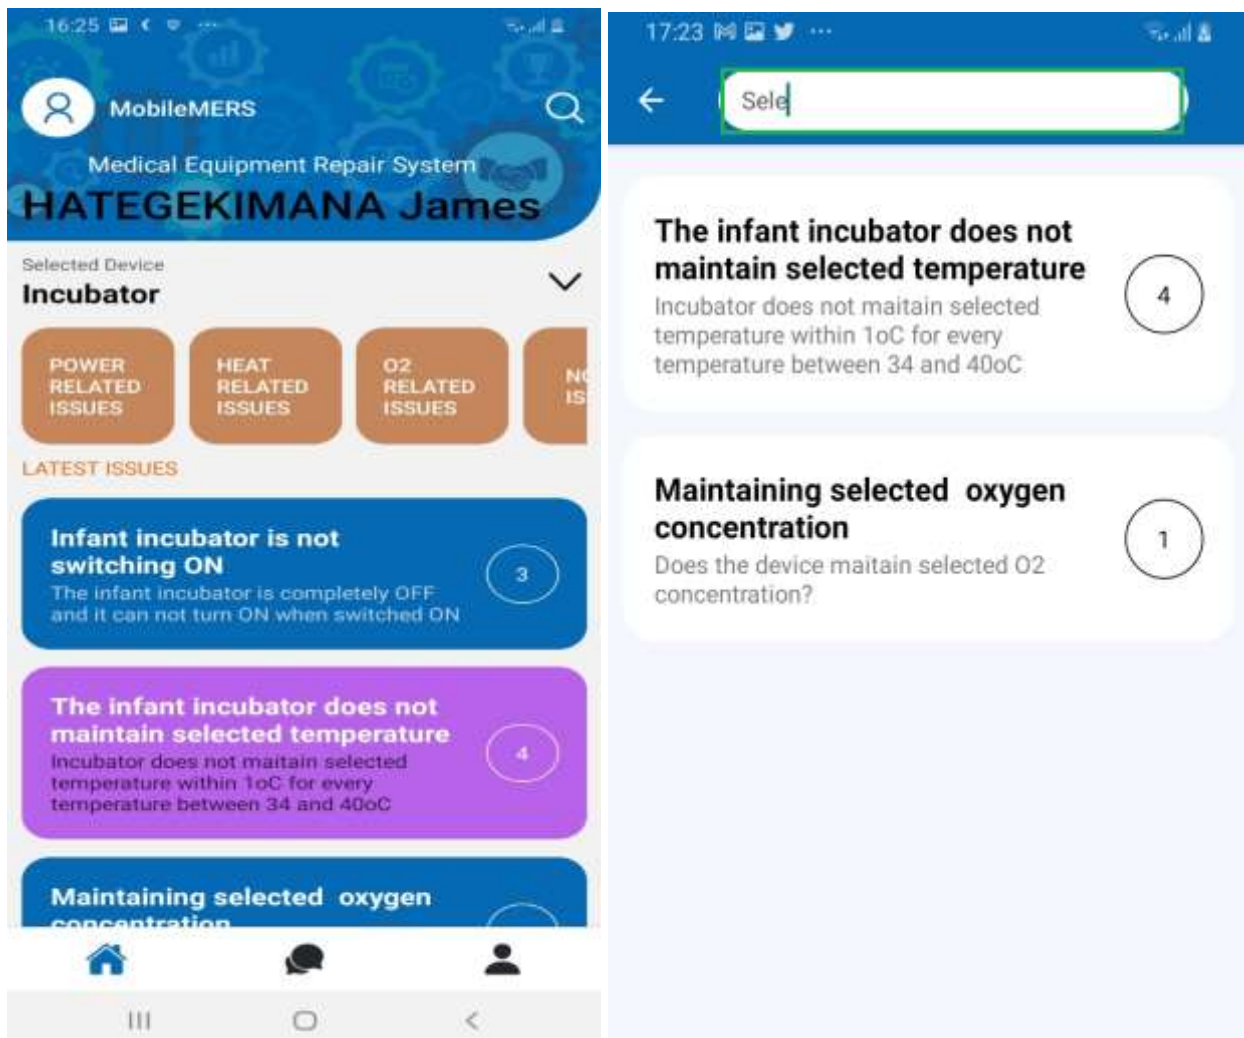 16:25
MobileMERS
Medical Equipment Repair System
HATEGEKIMANA James
Selected Device
Incubator
POWER
RELATED
ISSUES
HEAT
RELATED
ISSUES
O2
RELATED
ISSUES
LATEST ISSUES
Infant incubator is not
switching ON
The infant incubator is completely OFF
and it can not turn ON when switched ON
3
The infant incubator does not
maintain selected temperature
Incubator does not maitain selected
temperature within 1oC for every
temperature between 34 and 40oC
4
Maintaining selected oxygen
concentration
17:23
Sele
The infant incubator does not
maintain selected temperature
Incubator does not maitain selected
temperature within 1oC for every
temperature between 34 and 40oC
4
Maintaining selected oxygen
concentration
Does the device maitain selected O2
concentration?
1